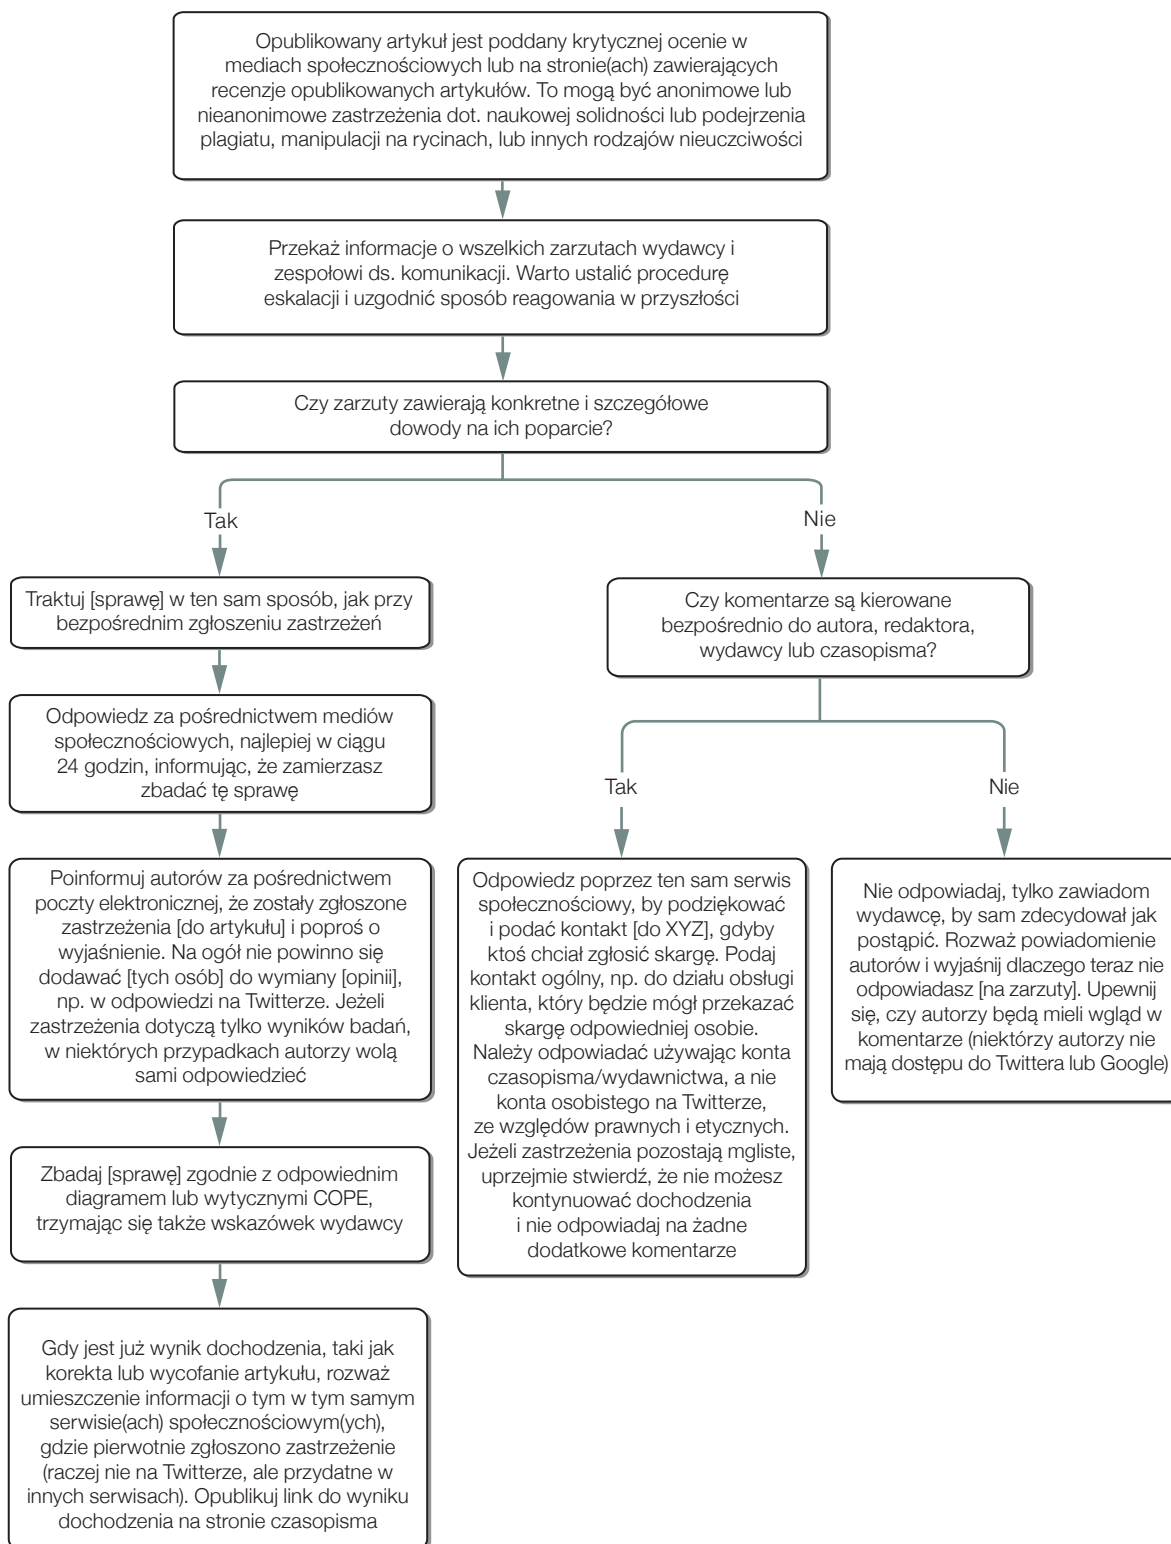 Opublikowany artykuł jest poddany krytycznej ocenie w
mediach społecznościowych lub na stronie(ach) zawierających
recenzje opublikowanych artykułów. To mogą być anonimowe lub
nieanonimowe zastrzeżenia dot. naukowej solidności lub podejrzenia
plagiatu, manipulacji na rycinach, lub innych rodzajów nieuczciwości
Przekaż informacje o wszelkich zarzutach wydawcy i
zespołowi ds. komunikacji. Warto ustalić procedurę
eskalacji i uzgodnić sposób reagowania w przyszłości
Czy zarzuty zawierają konkretne i szczegółowe
dowody na ich poparcie?
Tak
Nie
Traktuj [sprawę] w ten sam sposób, jak przy
bezpośrednim zgłoszeniu zastrzeżeń
Odpowiedz za pośrednictwem mediów
społecznościowych, najlepiej w ciągu
24 godzin, informując, że zamierzasz
zbadać tę sprawę
Poinformuj autorów za pośrednictwem
poczty elektronicznej, że zostały zgłoszone
zastrzeżenia [do artykułu] i poproś o
wyjaśnienie. Na ogół nie powinno się
dodawać [tych osób] do wymiany [opinii],
np. w odpowiedzi na Twitterze. Jeżeli
zastrzeżenia dotyczą tylko wyników badań,
w niektórych przypadkach autorzy wolą
sami odpowiedzieć
Zbadaj [sprawę] zgodnie z odpowiednim
diagramem lub wytycznymi COPE,
trzymając się także wskazówek wydawcy
Gdy jest już wynik dochodzenia, taki jak
korekta lub wycofanie artykułu, rozważ
umieszczenie informacji o tym w tym samym
serwisie(ach) społecznościowym(ych),
gdzie pierwotnie zgłoszono zastrzeżenie
(raczej nie na Twitterze, ale przydatne w
innych serwisach). Opublikuj link do wyniku
dochodzenia na stronie czasopisma
Czy komentarze są kierowane
bezpośrednio do autora, redaktora,
wydawcy lub czasopisma?
Tak
Nie
Odpowiedz poprzez ten sam serwis
społecznościowy, by podziękować
i podać kontakt [do XYZ], gdyby
ktoś chciał zgłosić skargę. Podaj
kontakt ogólny, np. do działu obsługi
klienta, który będzie mógł przekazać
skargę odpowiedniej osobie.
Należy odpowiadać używając konta
czasopisma/wydawnictwa, a nie
konta osobistego na Twitterze,
ze względów prawnych i etycznych.
Jeżeli zastrzeżenia pozostają mgliste,
uprzejmie stwierdź, że nie możesz
kontynuować dochodzenia
i nie odpowiadaj na żadne
dodatkowe komentarze
Nie odpowiadaj, tylko zawiadom
wydawcę, by sam zdecydował jak
postąpić. Rozważ powiadomienie
autorów i wyjaśnij dlaczego teraz nie
odpowiadasz [na zarzuty]. Upewnij
się, czy autorzy będą mieli wgląd w
komentarze (niektórzy autorzy nie
mają dostępu do Twittera lub Google)